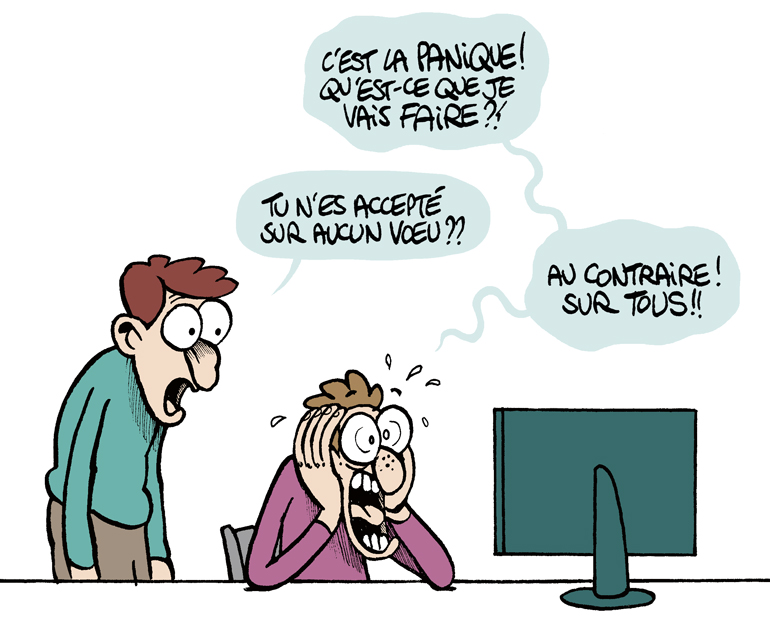 C'EST LA PANIQUE!
QU'EST-CE QUE JE
VAIS FAIRE?!
TU N'ES ACCEPTÉ
SUR AUCUN VOEU??
AU CONTRAIRE!
SUR TOUS!!